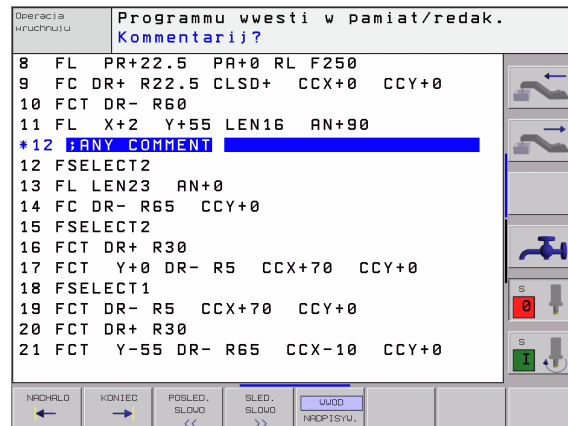 Operacja
wruchnuju
Programmu wwesti w pamiat/redak.
Kommentarij?
8 FL PR+22.5 PA+0 RL F250
9 FC DR+ R22.5 CLSD+ CCX+0 CCY+0
10 FCT DR- R60
11 FL X+2 Y+55 LEN16 AN+90
*12 ;ANY COMMENT
12 FSELECT2
13 FL LEN23 AN+0
14 FC DR- R65 CCY+0
15 FSELECT2
16 FCT DR+ R30
17 FCT Y+0 DR- R5 CCX+70 CCY+0
18 FSELECT1
19 FCT DR- R5 CCX+70 CCY+0
20 FCT DR+ R30
21 FCT Y-55 DR- R65 CCX-10 CCY+0
S
0
S
I
NACHALO
KONIEC
POSLED.
SLOWO
<<
SLED.
SLOWO
>>
WWOD
NADPISYW.